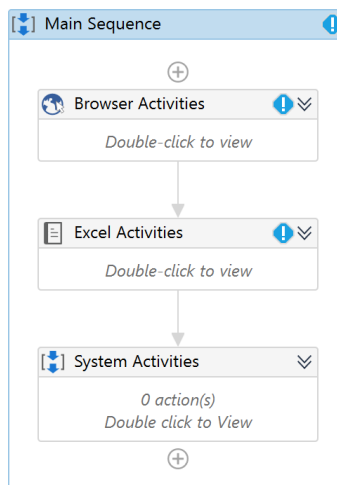 Main Sequence
Browser Activities
Double-click to view
Excel Activities
Double-click to view
System Activities
0 action(s)
Double click to View